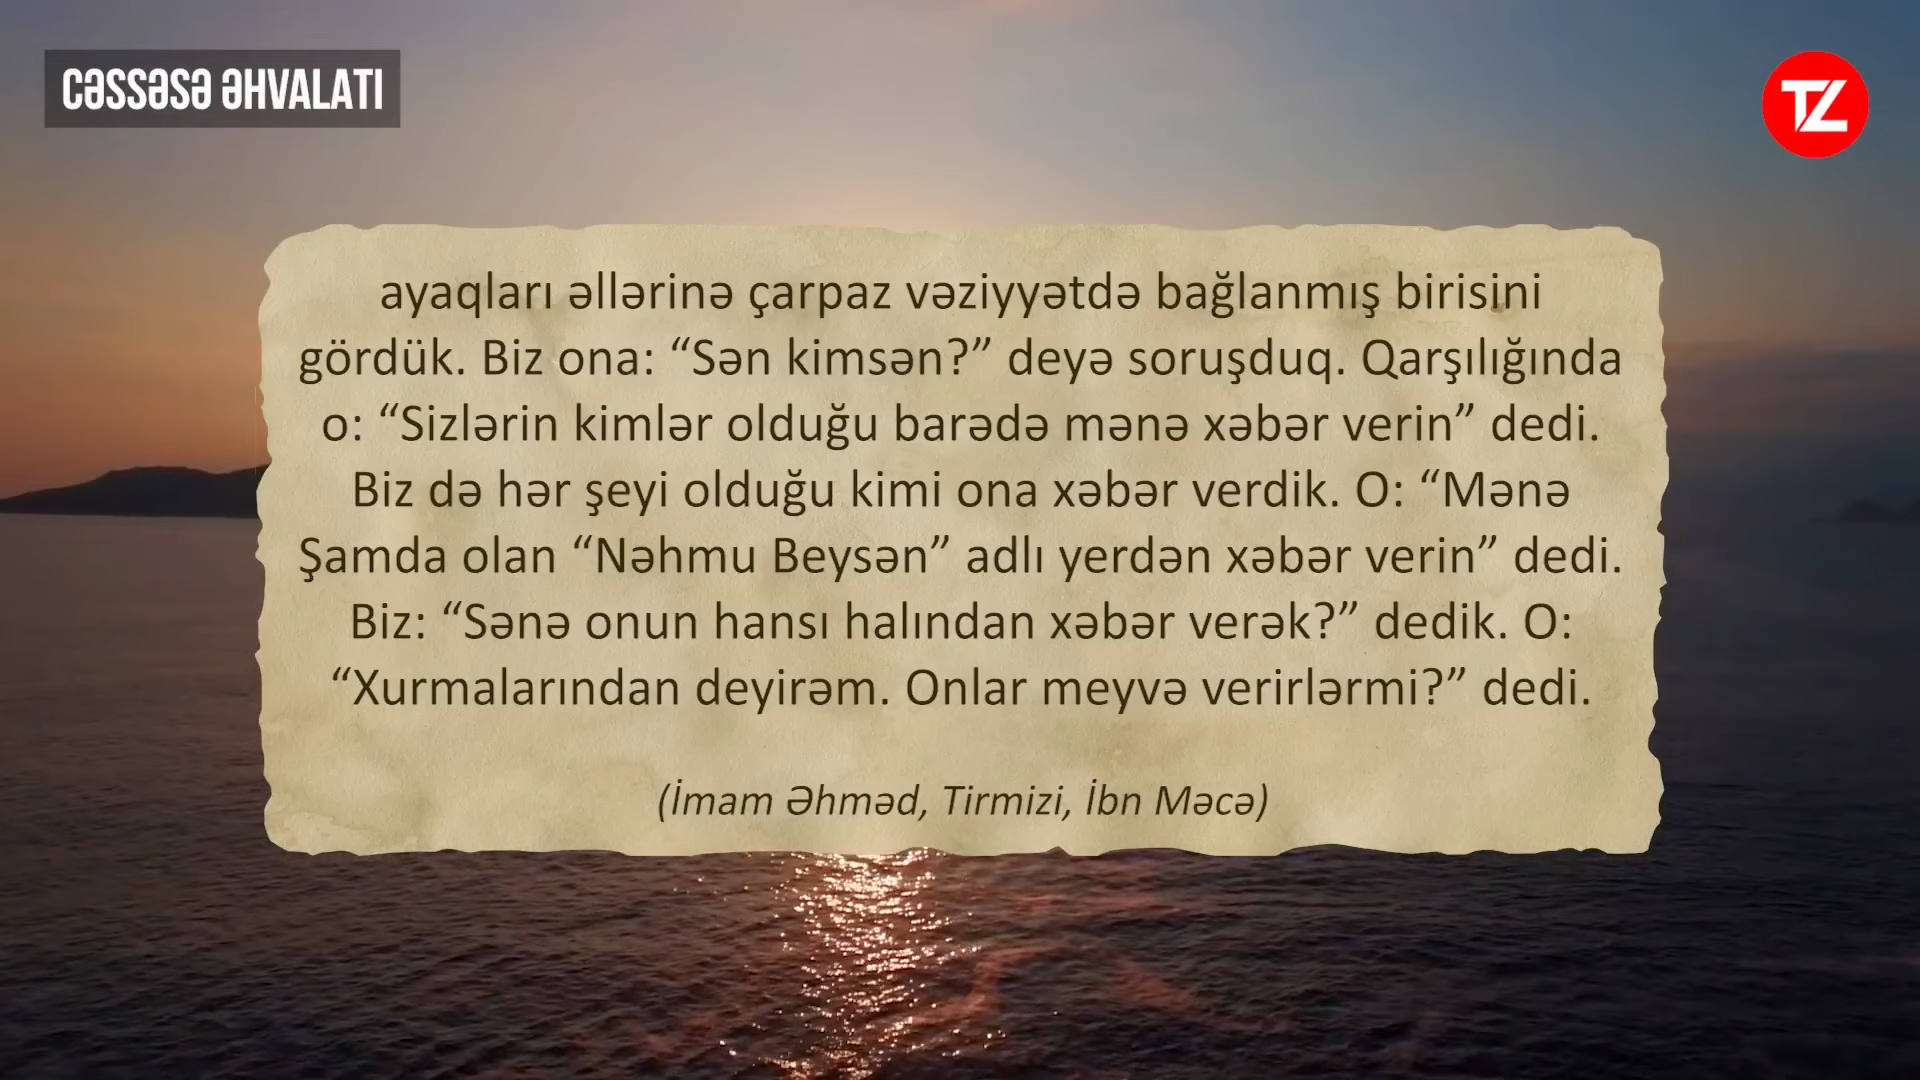 CƏSSƏSƏ ƏHVALATI
TZ
ayaqları əllərinə çarpaz vəziyyətdə bağlanmış birisini
gördük. Biz ona: “Sən kimsən?” deyə soruşduq. Qarşılığında
o: “Sizlərin kimlər olduğu barədə mənə xəbər verin” dedi.
Biz də hər şeyi olduğu kimi ona xəbər verdik. O: “Mənə
Şamda olan “Nəhmu Beysən” adlı yerdən xəbər verin” dedi.
Biz: “Sənə onun hansı halından xəbər verək?” dedik. O:
“Xurmalarından deyirəm. Onlar meyvə verirlərmi?” dedi.
(İmam Əhməd, Tirmizi, İbn Məcə)